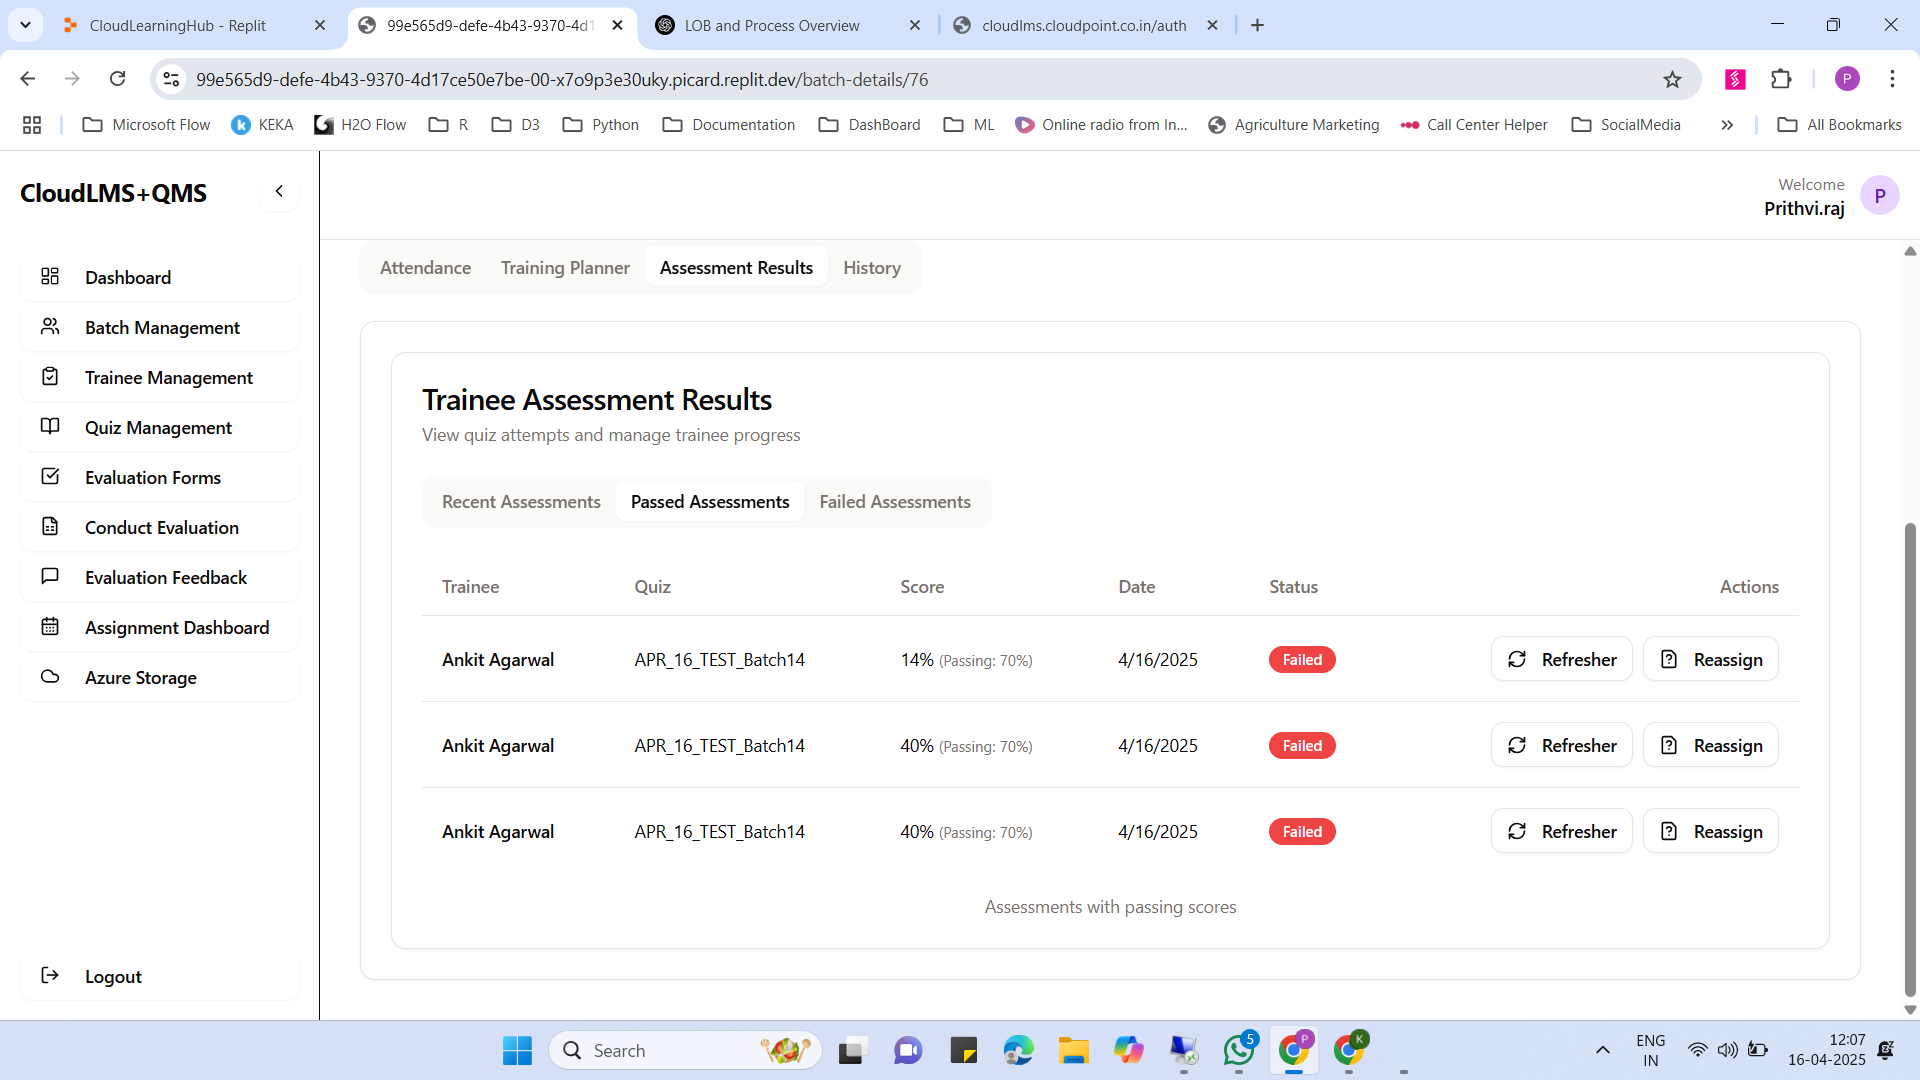 CloudLearningHub - Replit
99e565d9-defe-4b43-9370-4d1
LOB and Process Overview
cloudlms.cloudpoint.co.in/auth
99e565d9-defe-4b43-9370-4d17ce50e7be-00-x7o9p3e30uky.picard.replit.dev/batch-details/76
P
Microsoft Flow
KEKA
H2O Flow
R
D3
Python
Documentation
DashBoard
ML
Online radio from In...
Agriculture Marketing
Call Center Helper
SocialMedia
All Bookmarks
CloudLMS+QMS
Welcome
Prithvi.raj
P
Dashboard
Batch Management
Trainee Management
Quiz Management
Evaluation Forms
Conduct Evaluation
Evaluation Feedback
Assignment Dashboard
Azure Storage
Logout
Attendance Training Planner Assessment Results History
Trainee Assessment Results
View quiz attempts and manage trainee progress
Recent Assessments Passed Assessments Failed Assessments
Trainee Quiz Score Date Status Actions
Ankit Agarwal APR_16_TEST_Batch14 14% (Passing: 70%) 4/16/2025 Failed Refresher Reassign
Ankit Agarwal APR_16_TEST_Batch14 40% (Passing: 70%) 4/16/2025 Failed Refresher Reassign
Ankit Agarwal APR_16_TEST_Batch14 40% (Passing: 70%) 4/16/2025 Failed Refresher Reassign
Assessments with passing scores
Search
5
P
K
ENG
IN
12:07
16-04-2025